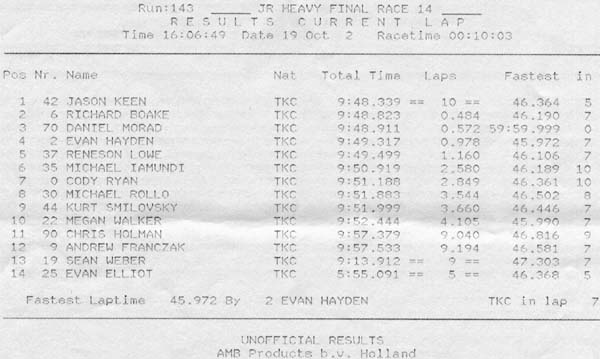 Run:143 _____ JR HEAVY FINAL RACE 14 _____
R E S U L T S  C U R R E N T  L A P
Time 16:06:49 Date 19 Oct 2 Racetime 00:10:03
Pos Nr. Name Nat Total Time Laps Fastest in
1 42 JASON KEEN TKC 9:48.339 == 10 == 46.364 5
2 6 RICHARD BOAKE TKC 9:48.823 0.484 46.190 7
3 70 DANIEL MORAD TKC 9:48.911 0.572 59:59.999 0
4 2 EVAN HAYDEN TKC 9:49.317 0.978 45.972 7
5 37 RENESON LOWE TKC 9:49.499 1.160 46.106 7
6 35 MICHAEL IAMUNDI TKC 9:50.919 2.580 46.189 10
7 0 CODY RYAN TKC 9:51.188 2.849 46.361 10
8 30 MICHAEL ROLLO TKC 9:51.883 3.544 46.502 8
9 44 KURT SMILOVSKY TKC 9:51.999 3.660 46.446 7
10 22 MEGAN WALKER TKC 9:52.444 4.105 45.990 7
11 90 CHRIS HOLMAN TKC 9:57.379 9.040 46.816 9
12 9 ANDREW FRANCZAK TKC 9:57.533 9.194 46.581 7
13 19 SEAN WEBER TKC 9:13.912 == 9 == 47.303 7
14 25 EVAN ELLIOT TKC 5:55.091 == 5 == 46.368 5
Fastest Laptime 45.972 By 2 EVAN HAYDEN TKC in lap 7
UNOFFICIAL RESULTS
AMB Products b.v. Holland